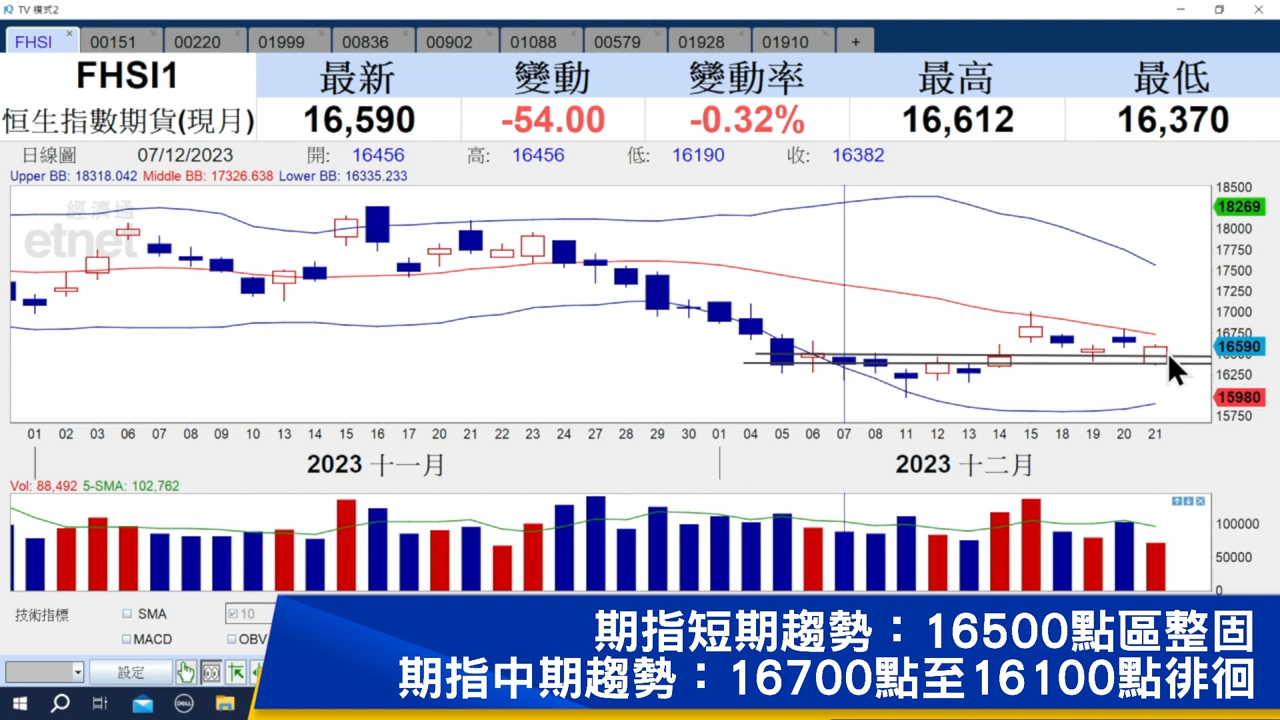 TV 模式2
FHSI 00151 00220 01999 00836 00902 01088 00579 01928 01910 +
FHSI1 最新 變動 變動率 最高 最低
恒生指數期貨(現月) 16,590 -54.00 -0.32% 16,612 16,370
日線圖 07/12/2023 開: 16456 高: 16456 低: 16190 收: 16382
Upper BB: 18318.042 Middle BB: 17326.638 Lower BB: 16335.233
經濟通
etnet
18500
18269
18000
17750
17500
17250
17000
16750
16590
16250
15980
15750
01 02 03 06 07 08 09 10 13 14 15 16 17 20 21 22 23 24 27 28 29 30 01 04 05 06 07 08 11 12 13 14 15 18 19 20 21
2023 十一月 2023 十二月
Vol: 88,492 5-SMA: 102,762
100000
50000
0
技術指標 SMA 10
MACD OBV
設定
DELL
期指短期趨勢：16500點區整固
期指中期趨勢：16700點至16100點徘徊